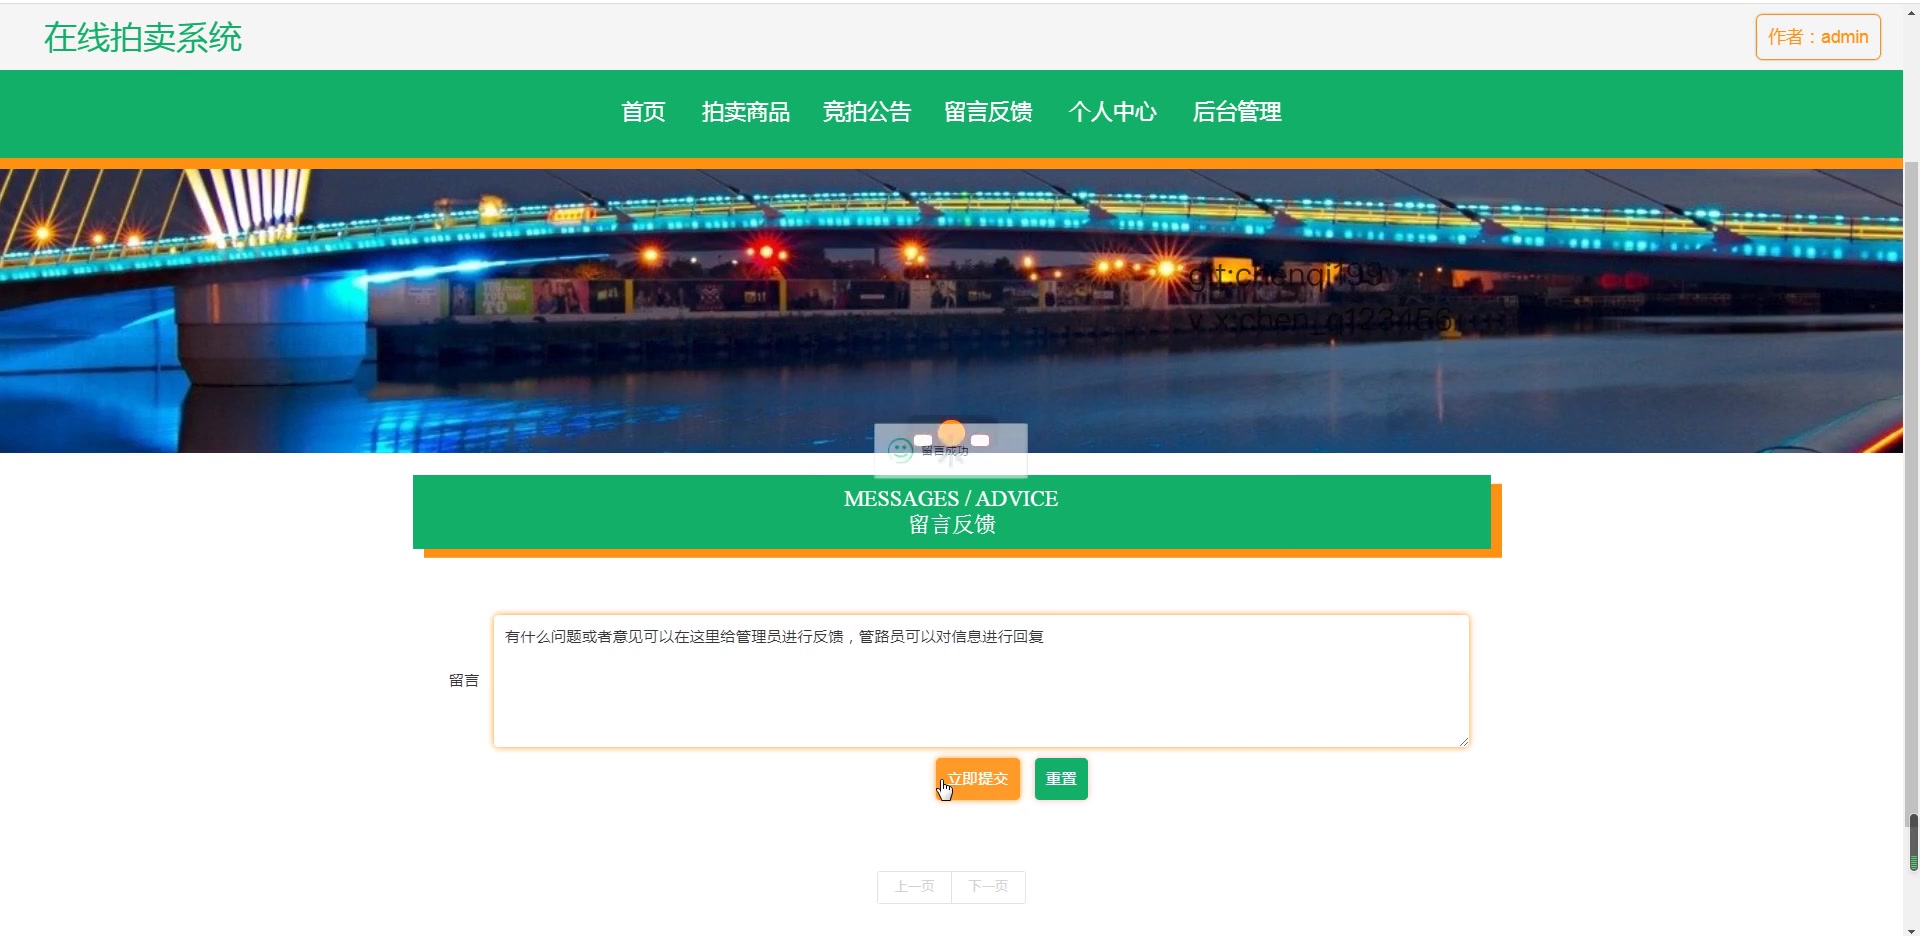 在线拍卖系统
作者：admin
首页 拍卖商品 竞拍公告 留言反馈 个人中心 后台管理
git:chenqi199
v x:chen_q123456
留言成功
MESSAGES / ADVICE
留言反馈
留言
有什么问题或者意见可以在这里给管理员进行反馈，管路员可以对信息进行回复
立即提交 重置
上一页 下一页